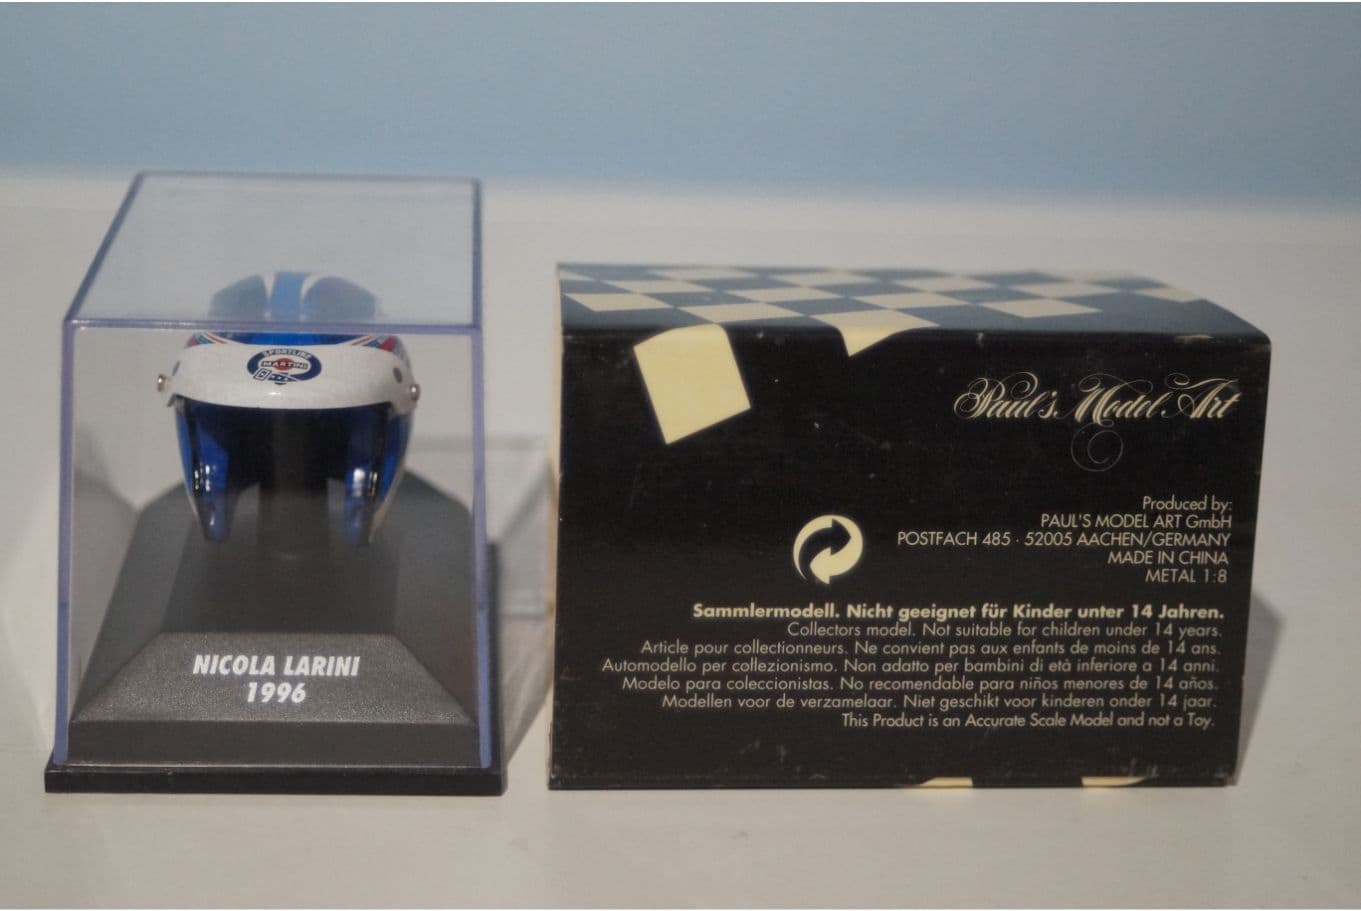 SPORTLINE
MARTINI
NICOLA LARINI
1996
Paul's Model Art
Produced by:
PAUL'S MODEL ART GmbH
POSTFACH 485 · 52005 AACHEN/GERMANY
MADE IN CHINA
METAL 1:8
Sammlermodell. Nicht geeignet für Kinder unter 14 Jahren.
Collectors model. Not suitable for children under 14 years.
Article pour collectionneurs. Ne convient pas aux enfants de moins de 14 ans.
Automodello per collezionismo. Non adatto per bambini di età inferiore a 14 anni.
Modelo para coleccionistas. No recomendable para niños menores de 14 años.
Modellen voor de verzamelaar. Niet geschikt voor kinderen onder 14 jaar.
This Product is an Accurate Scale Model and not a Toy.